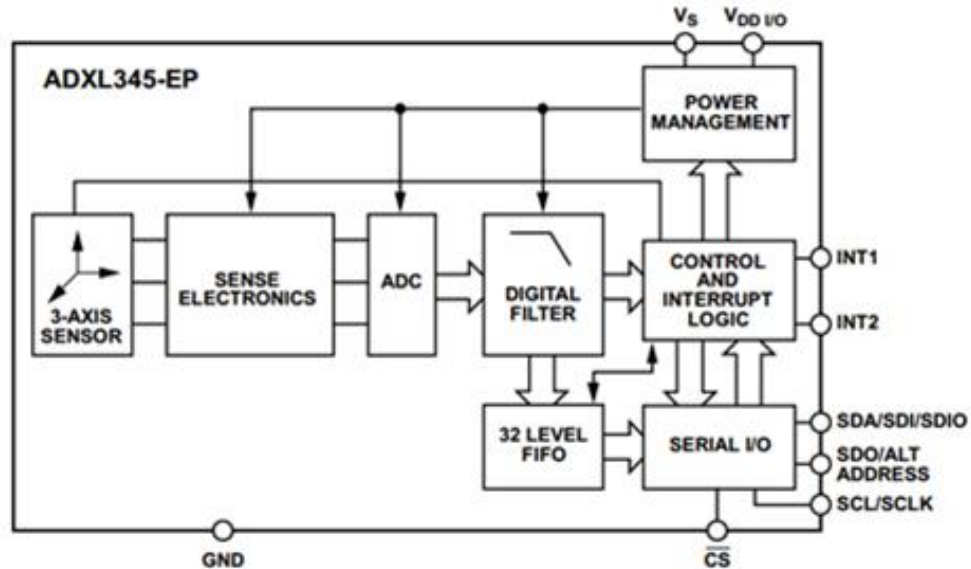 VS
VDD I/O
ADXL345-EP
POWER
MANAGEMENT
3-AXIS
SENSOR
SENSE
ELECTRONICS
ADC
DIGITAL
FILTER
CONTROL
AND
INTERRUPT
LOGIC
INT1
INT2
32 LEVEL
FIFO
SERIAL I/O
SDA/SDI/SDIO
SDO/ALT
ADDRESS
SCL/SCLK
GND
C̅S̅